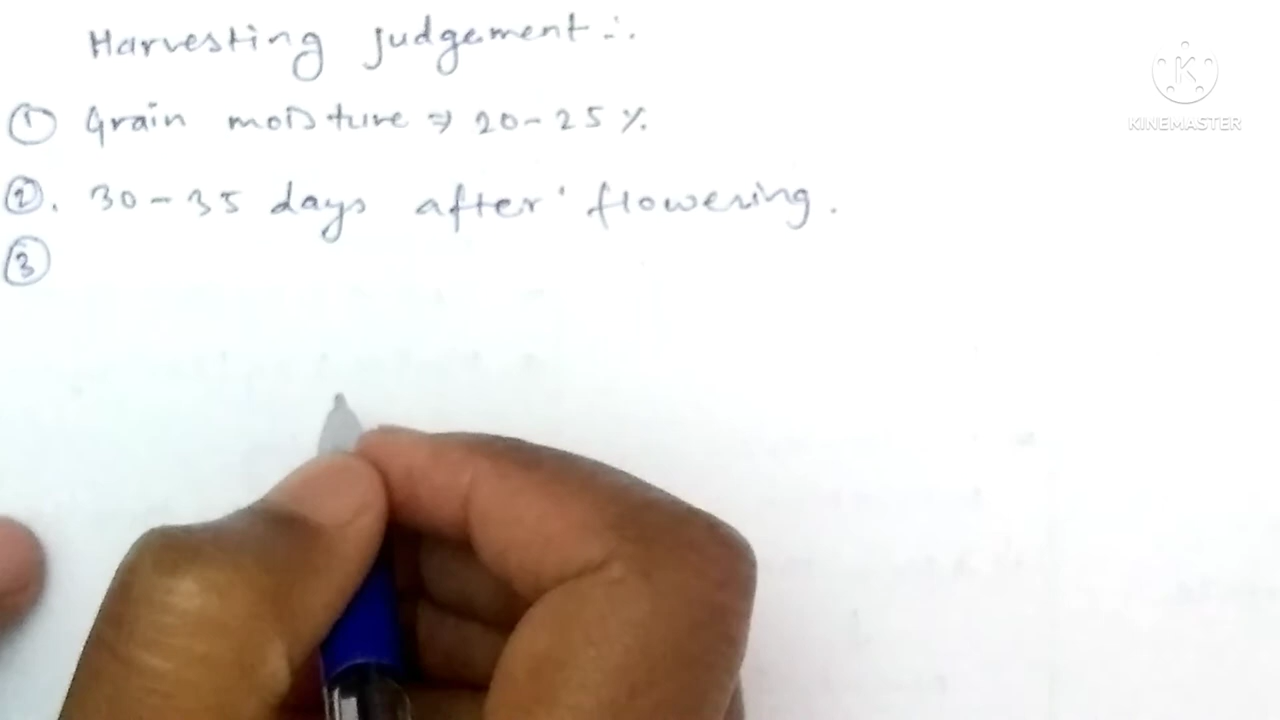 Harvesting judgement :.
① Grain moisture ⇒ 20-25 %.
②. 30-35 days after flowering.
③
K
KINEMASTER